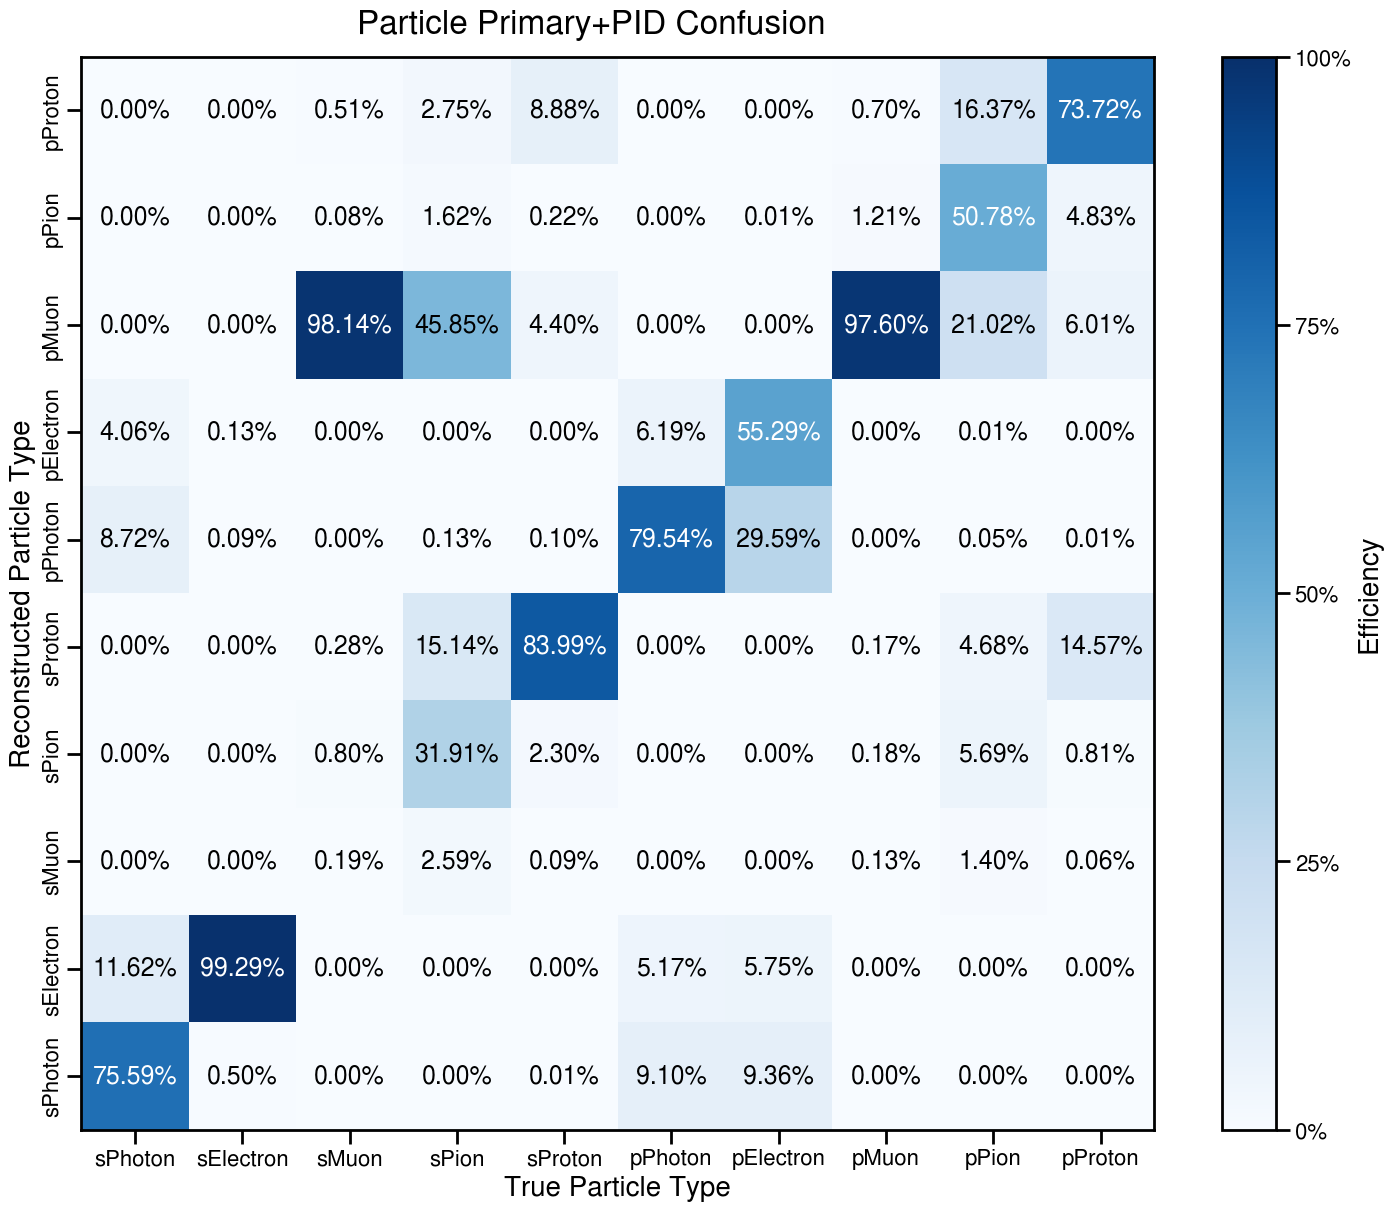 Particle Primary+PID Confusion
pProton 0.00% 0.00% 0.51% 2.75% 8.88% 0.00% 0.00% 0.70% 16.37% 73.72%
pPion 0.00% 0.00% 0.08% 1.62% 0.22% 0.00% 0.01% 1.21% 50.78% 4.83%
pMuon 0.00% 0.00% 98.14% 45.85% 4.40% 0.00% 0.00% 97.60% 21.02% 6.01%
pElectron 4.06% 0.13% 0.00% 0.00% 0.00% 6.19% 55.29% 0.00% 0.01% 0.00%
pPhoton 8.72% 0.09% 0.00% 0.13% 0.10% 79.54% 29.59% 0.00% 0.05% 0.01%
sProton 0.00% 0.00% 0.28% 15.14% 83.99% 0.00% 0.00% 0.17% 4.68% 14.57%
sPion 0.00% 0.00% 0.80% 31.91% 2.30% 0.00% 0.00% 0.18% 5.69% 0.81%
sMuon 0.00% 0.00% 0.19% 2.59% 0.09% 0.00% 0.00% 0.13% 1.40% 0.06%
sElectron 11.62% 99.29% 0.00% 0.00% 0.00% 5.17% 5.75% 0.00% 0.00% 0.00%
sPhoton 75.59% 0.50% 0.00% 0.00% 0.01% 9.10% 9.36% 0.00% 0.00% 0.00%
sPhoton sElectron sMuon sPion sProton pPhoton pElectron pMuon pPion pProton
True Particle Type
Reconstructed Particle Type
100%
75%
50%
25%
0%
Efficiency